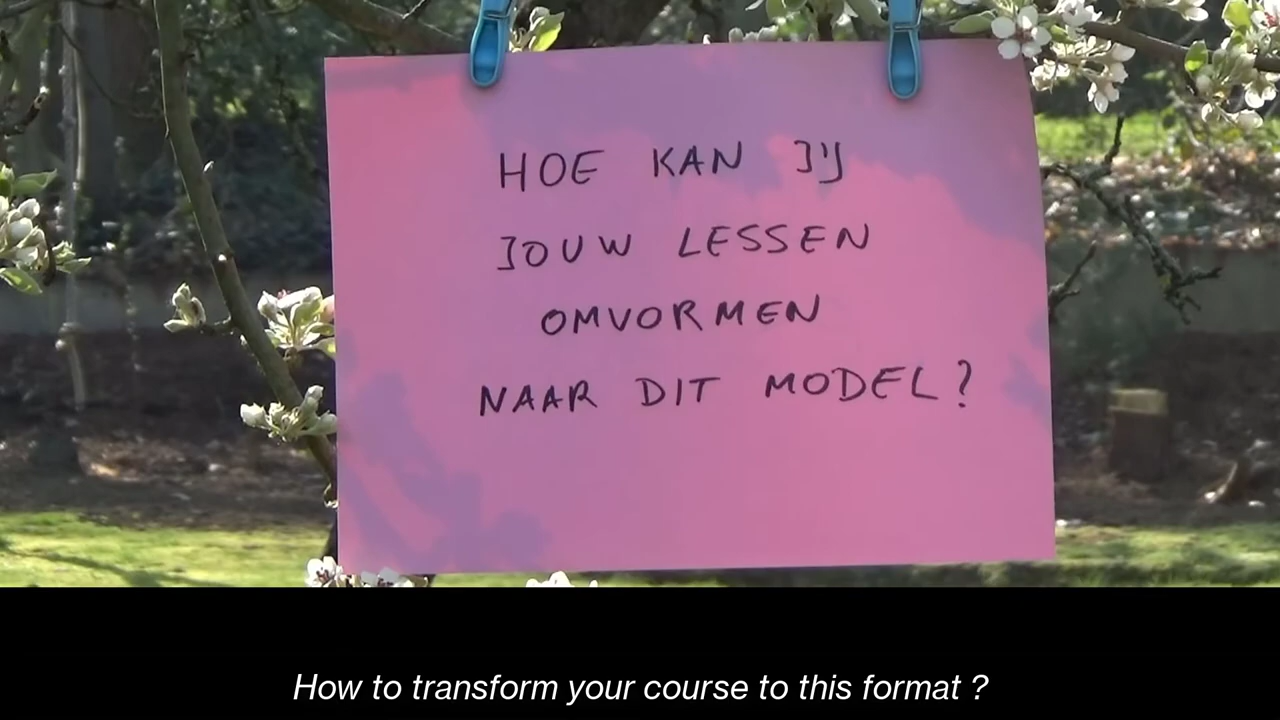 HOE KAN JIJ
JOUW LESSEN
OMVORMEN
NAAR DIT MODEL?
How to transform your course to this format ?